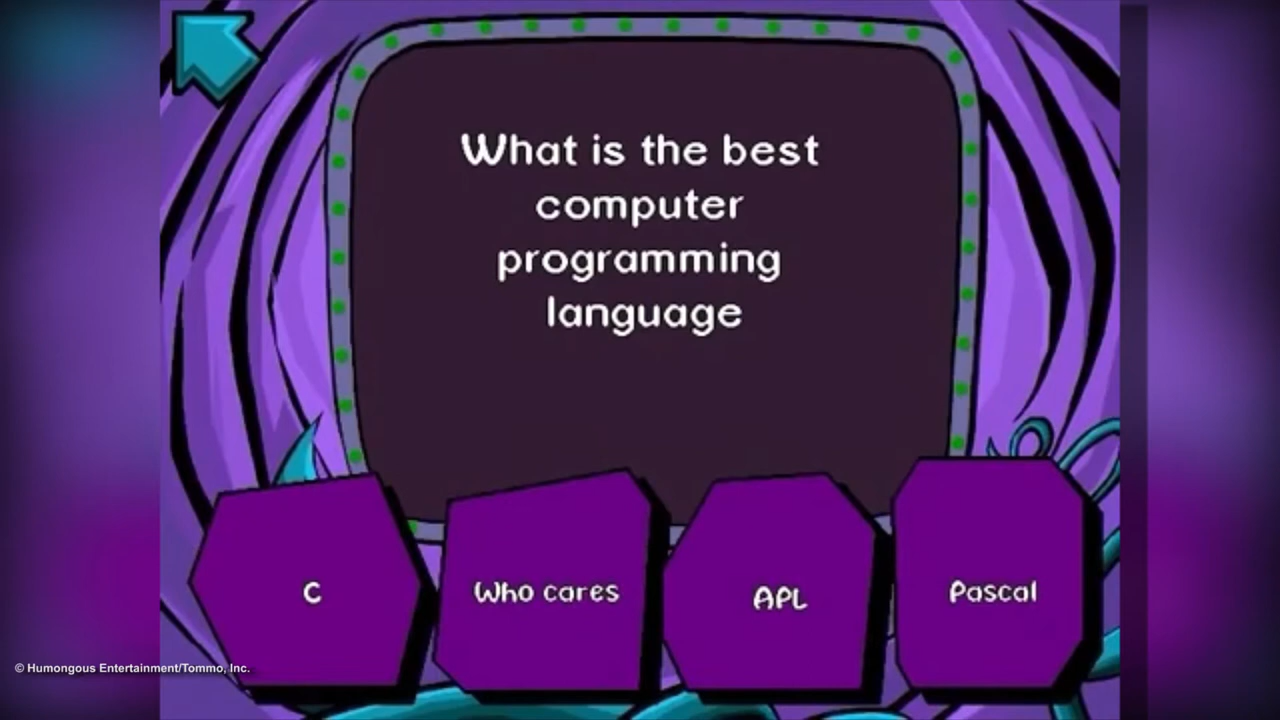 What is the best
computer
programming
language
C
Who cares
APL
Pascal
© Humongous Entertainment/Tommo, Inc.